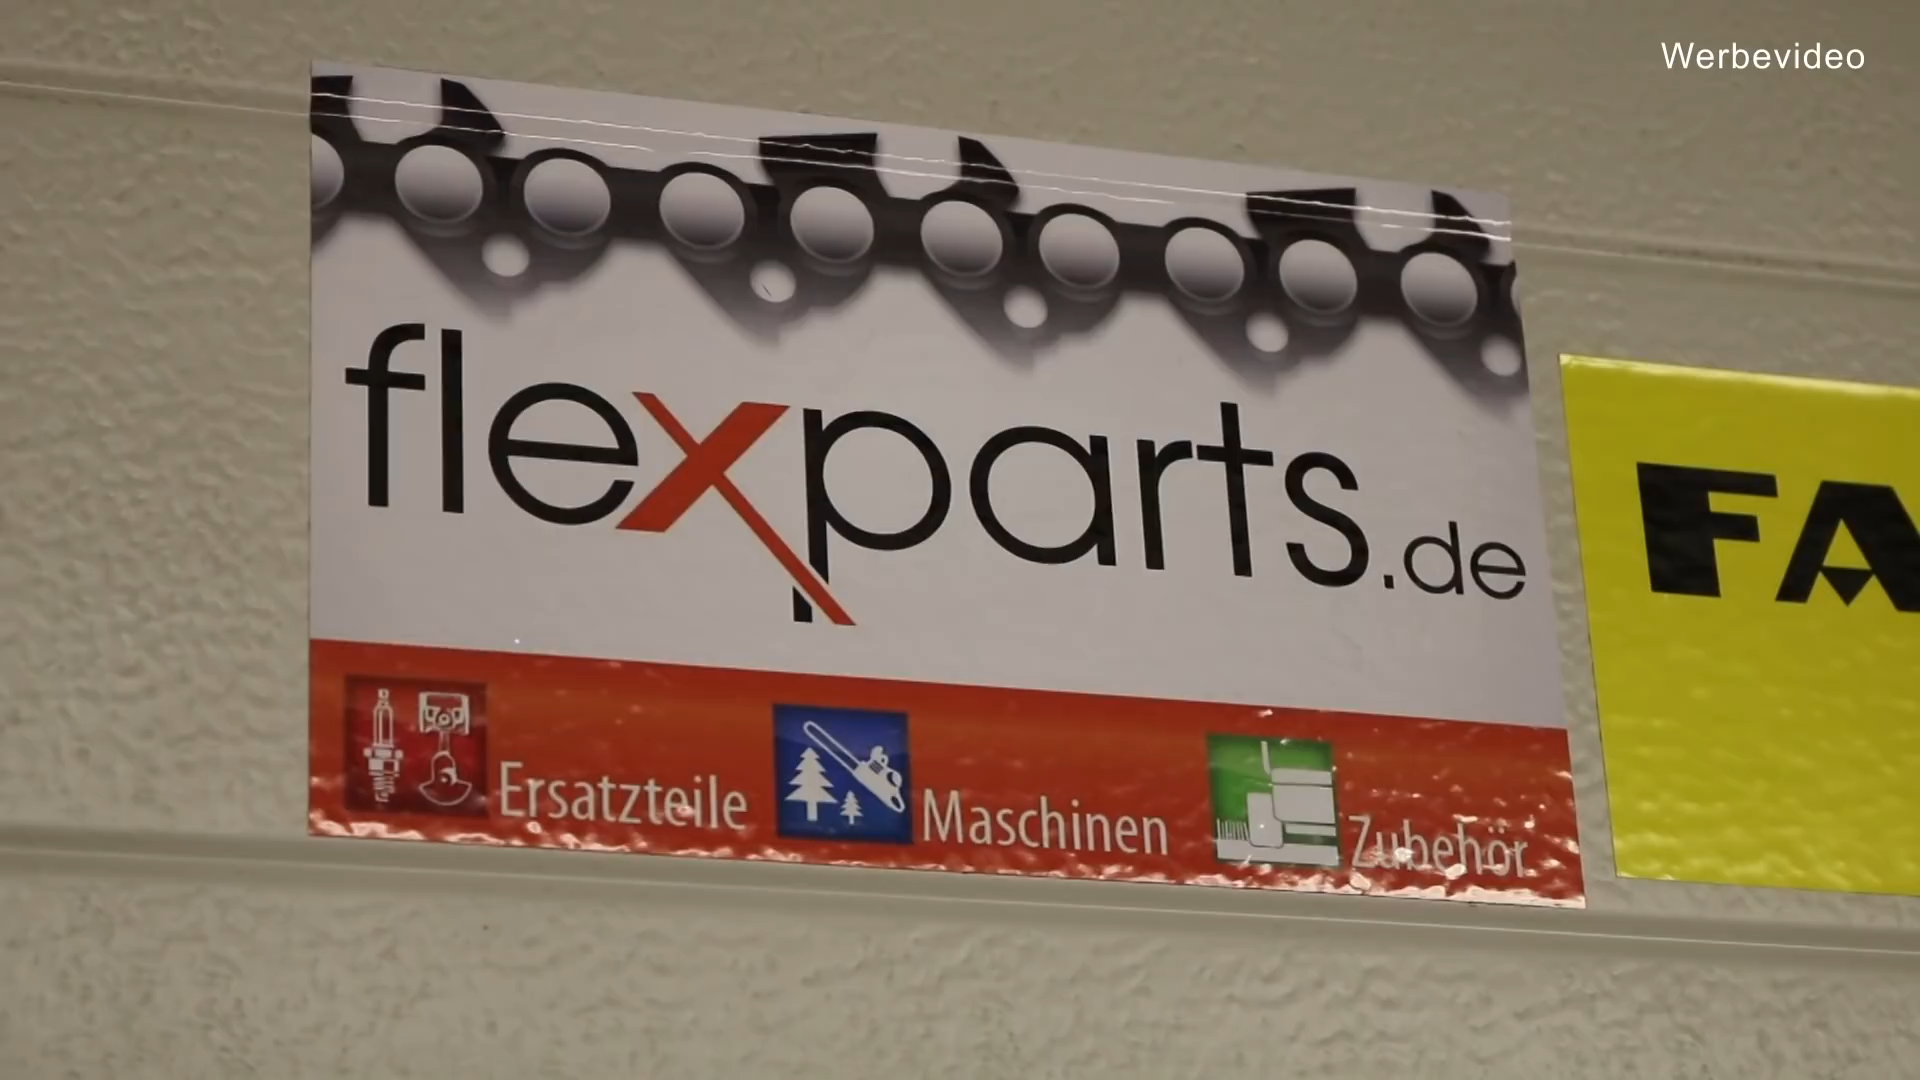 Werbevideo
flexparts.de
FA
Ersatzteile
Maschinen
Zubehör